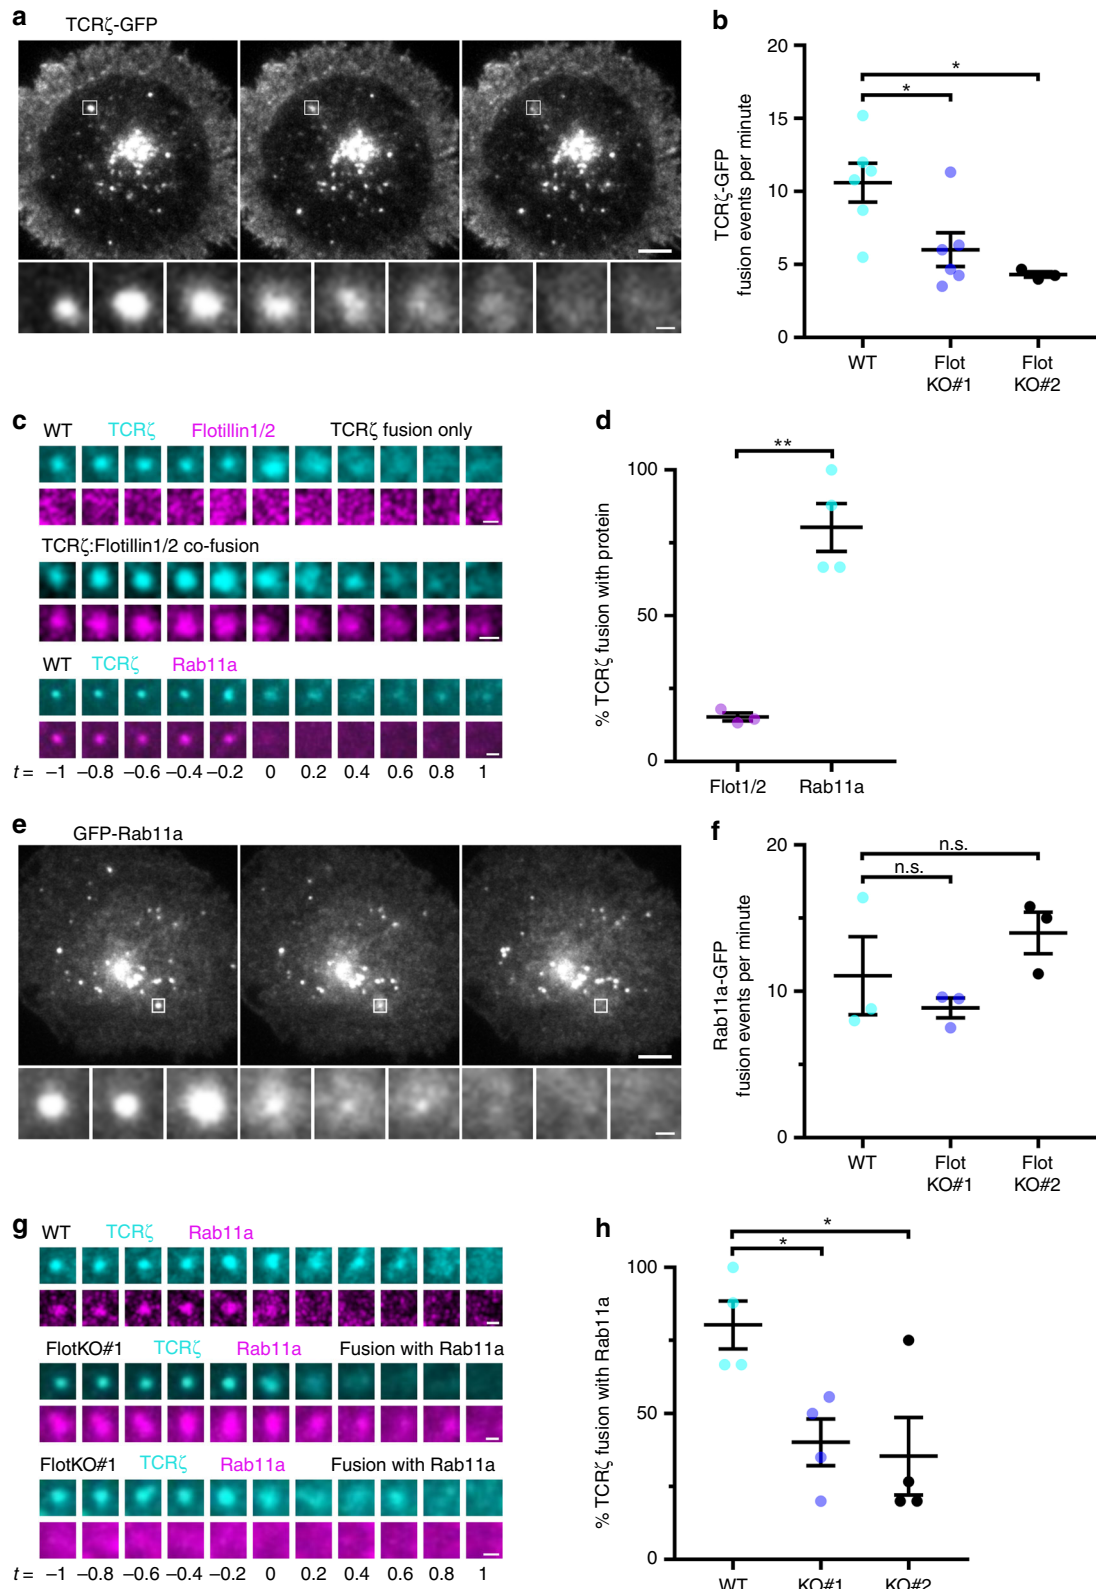 a
TCRζ-GFP
b
TCRζ-GFP
fusion events per minute
20
15
10
5
0
*
*
WT
Flot
KO#1
Flot
KO#2
c
WT TCRζ Flotillin1/2 TCRζ fusion only
TCRζ:Flotillin1/2 co-fusion
WT TCRζ Rab11a
t = –1 –0.8 –0.6 –0.4 –0.2 0 0.2 0.4 0.6 0.8 1
d
% TCRζ fusion with protein
100
50
0
**
Flot1/2 Rab11a
e
GFP-Rab11a
f
Rab11a-GFP
fusion events per minute
20
10
0
n.s.
n.s.
WT
Flot
KO#1
Flot
KO#2
g
WT TCRζ Rab11a
FlotKO#1 TCRζ Rab11a Fusion with Rab11a
FlotKO#1 TCRζ Rab11a Fusion with Rab11a
t = –1 –0.8 –0.6 –0.4 –0.2 0 0.2 0.4 0.6 0.8 1
h
% TCRζ fusion with Rab11a
100
50
0
*
*
WT KO#1 KO#2